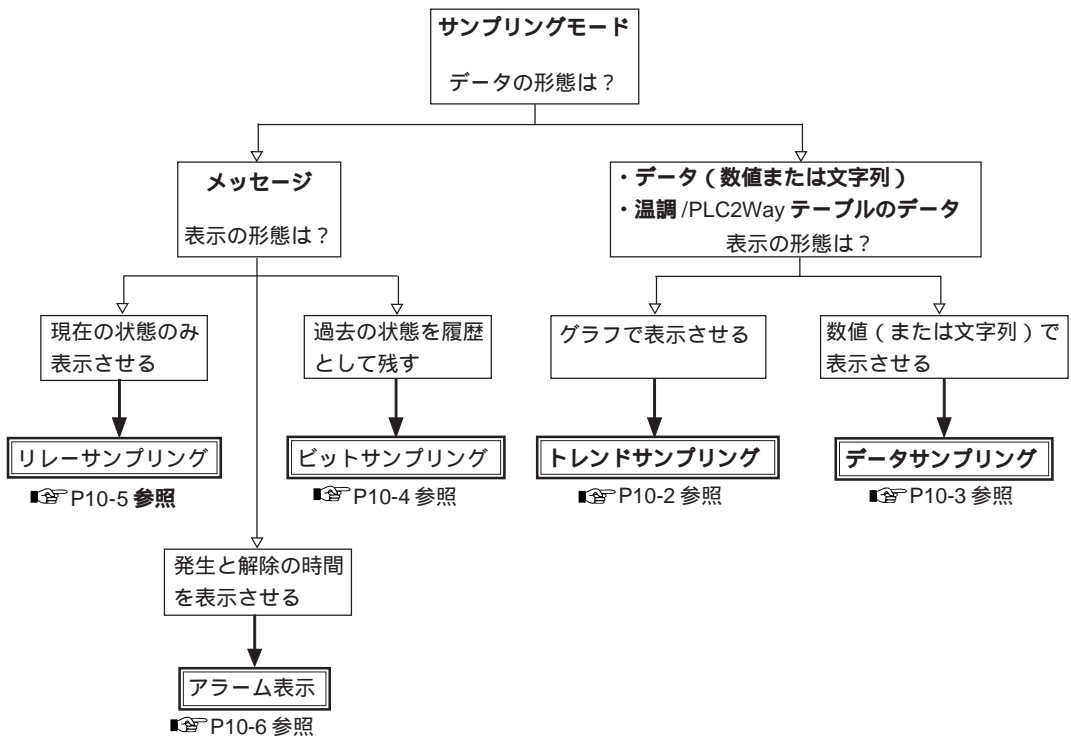 サンプリングモード
データの形態は？
メッセージ
表示の形態は？
・データ（数値または文字列）
・温調 /PLC2Way テーブルのデータ
表示の形態は？
現在の状態のみ
表示させる
過去の状態を履歴
として残す
グラフで表示させる
数値（または文字列）で
表示させる
リレーサンプリング
ビットサンプリング
トレンドサンプリング
データサンプリング
P10-5 参照
P10-4 参照
P10-2 参照
P10-3 参照
発生と解除の時間
を表示させる
アラーム表示
P10-6 参照